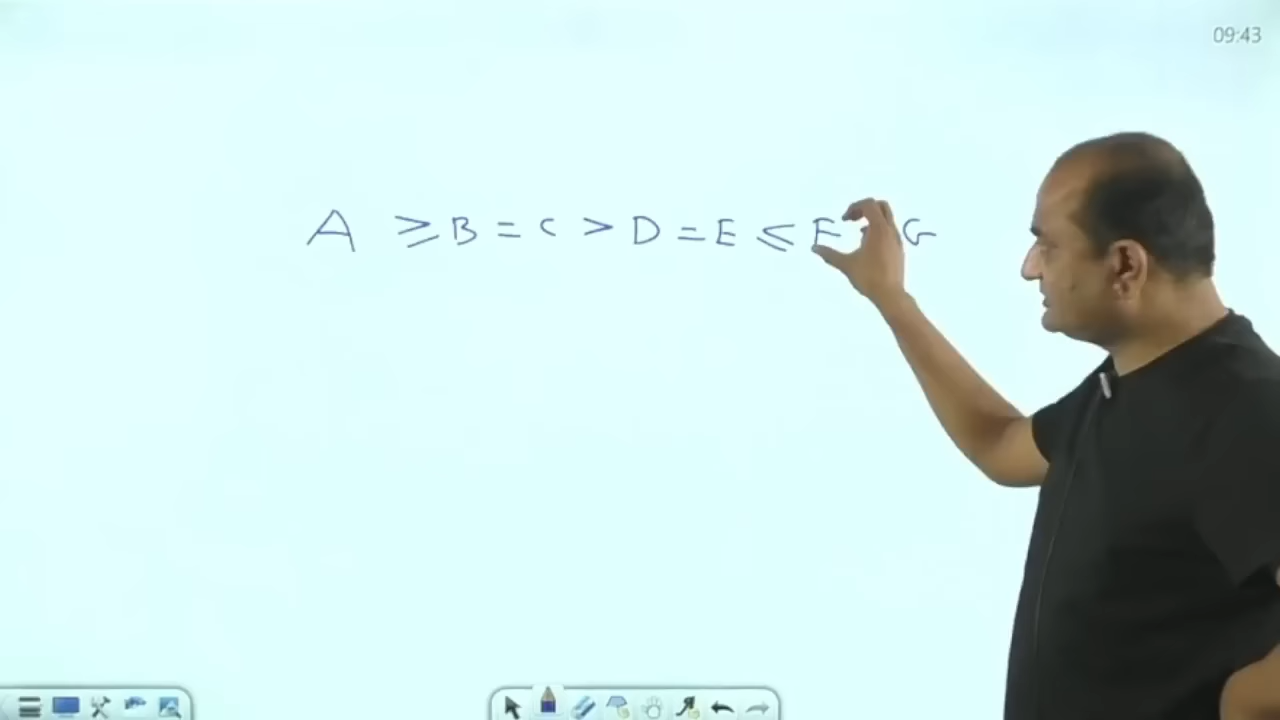 09:43
A ≥ B = C > D = E ≤ F G